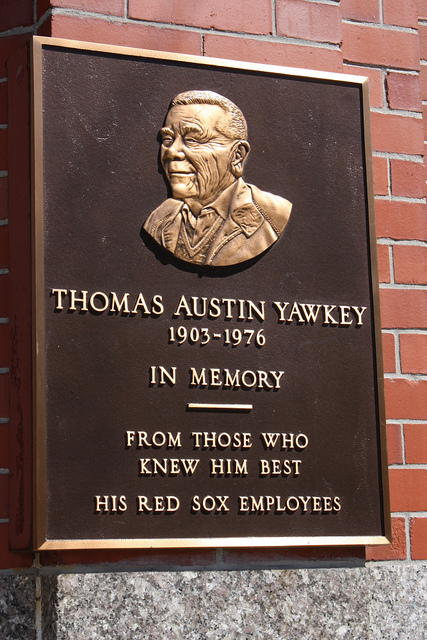 THOMAS AUSTIN YAWKEY
1903-1976
IN MEMORY
FROM THOSE WHO
KNEW HIM BEST
HIS RED SOX EMPLOYEES